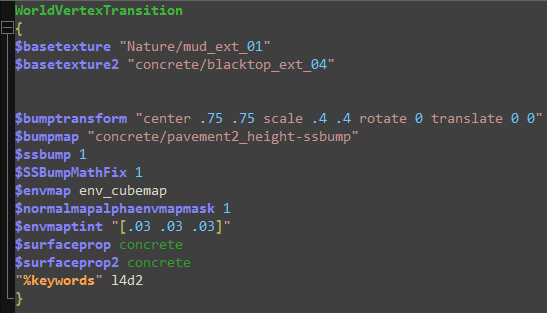 WorldVertexTransition
{
$basetexture "Nature/mud_ext_01"
$basetexture2 "concrete/blacktop_ext_04"
$bumptransform "center .75 .75 scale .4 .4 rotate 0 translate 0 0"
$bumpmap "concrete/pavement2_height-ssbump"
$ssbump 1
$SSBumpMathFix 1
$envmap env_cubemap
$normalmapalphaenvmapmask 1
$envmaptint "[.03 .03 .03]"
$surfaceprop concrete
$surfaceprop2 concrete
"%keywords" l4d2
}